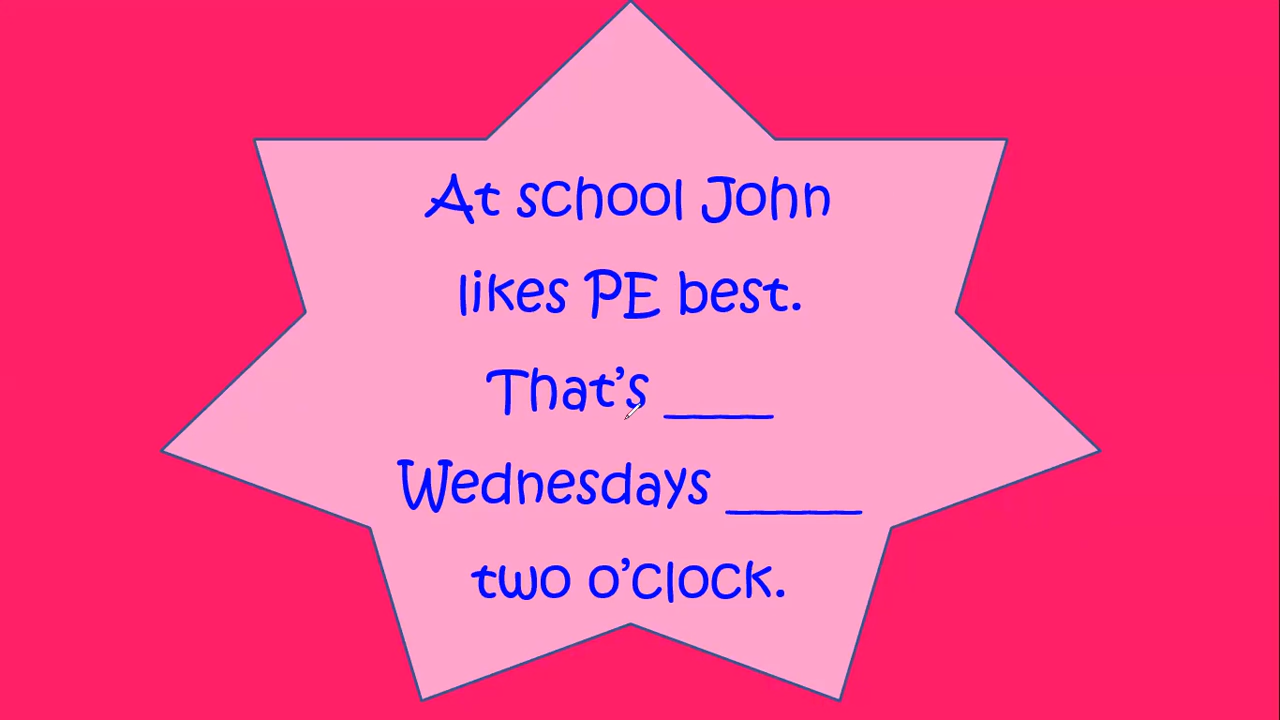 At school John
likes PE best.
That’s ____
Wednesdays _____
two o’clock.